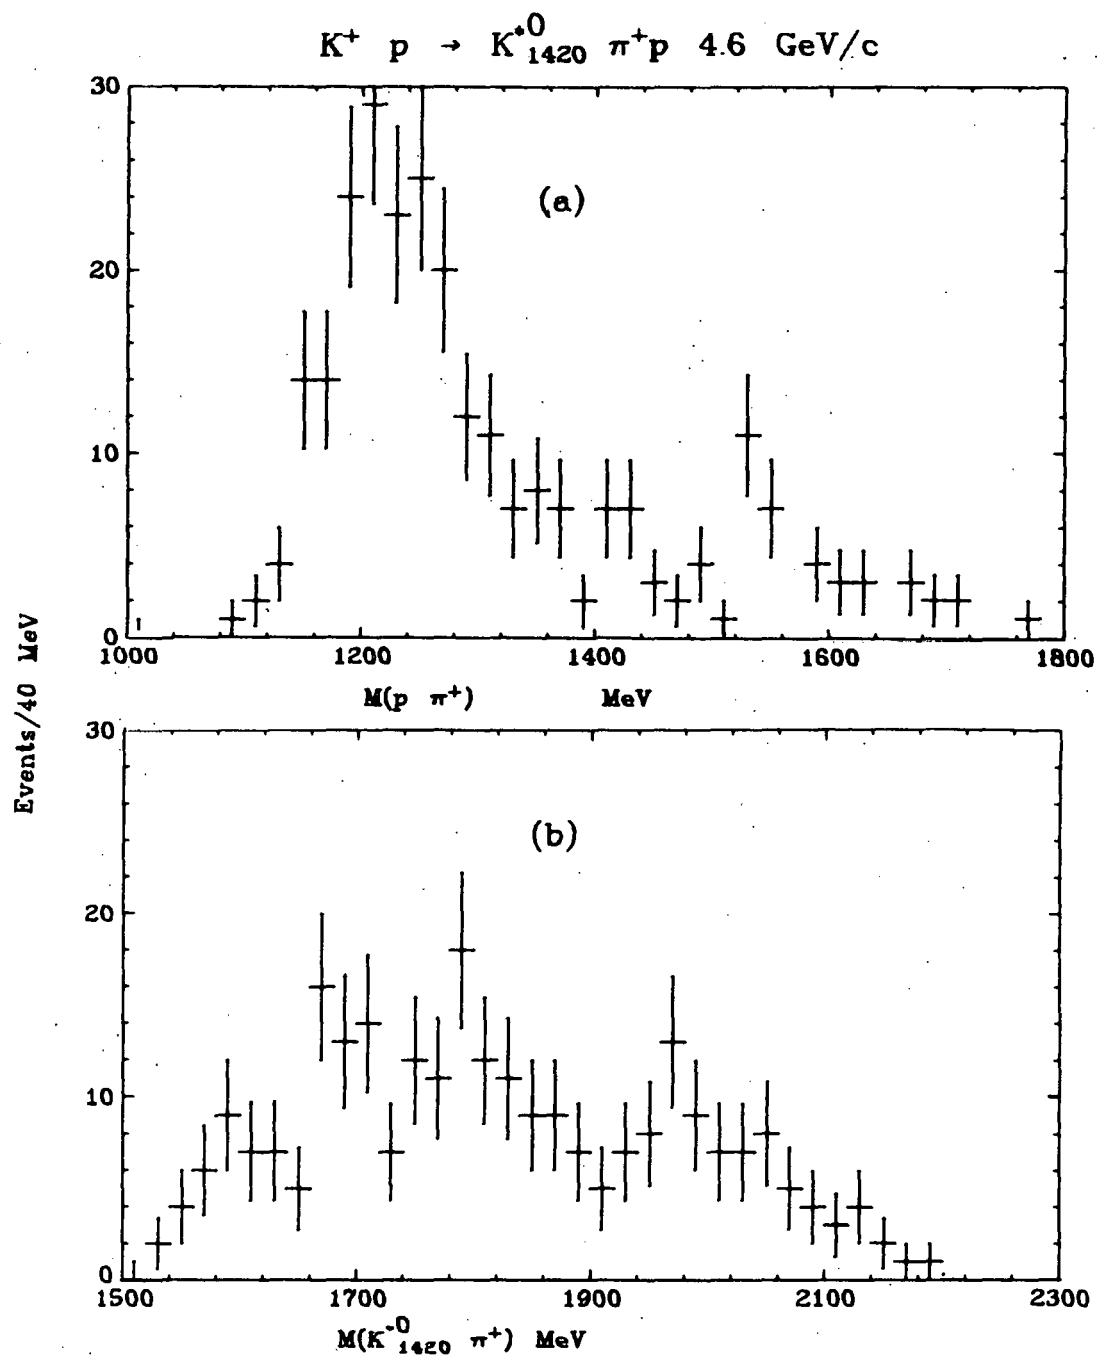 K⁺ p → K*⁰₁₄₂₀ π⁺p 4.6 GeV/c
30
20
10
0
(a)
1000 1200 1400 1600 1800
M(p π⁺) MeV
Events/40 MeV
30
20
10
0
(b)
1500 1700 1900 2100 2300
M(K*⁰₁₄₂₀ π⁺) MeV